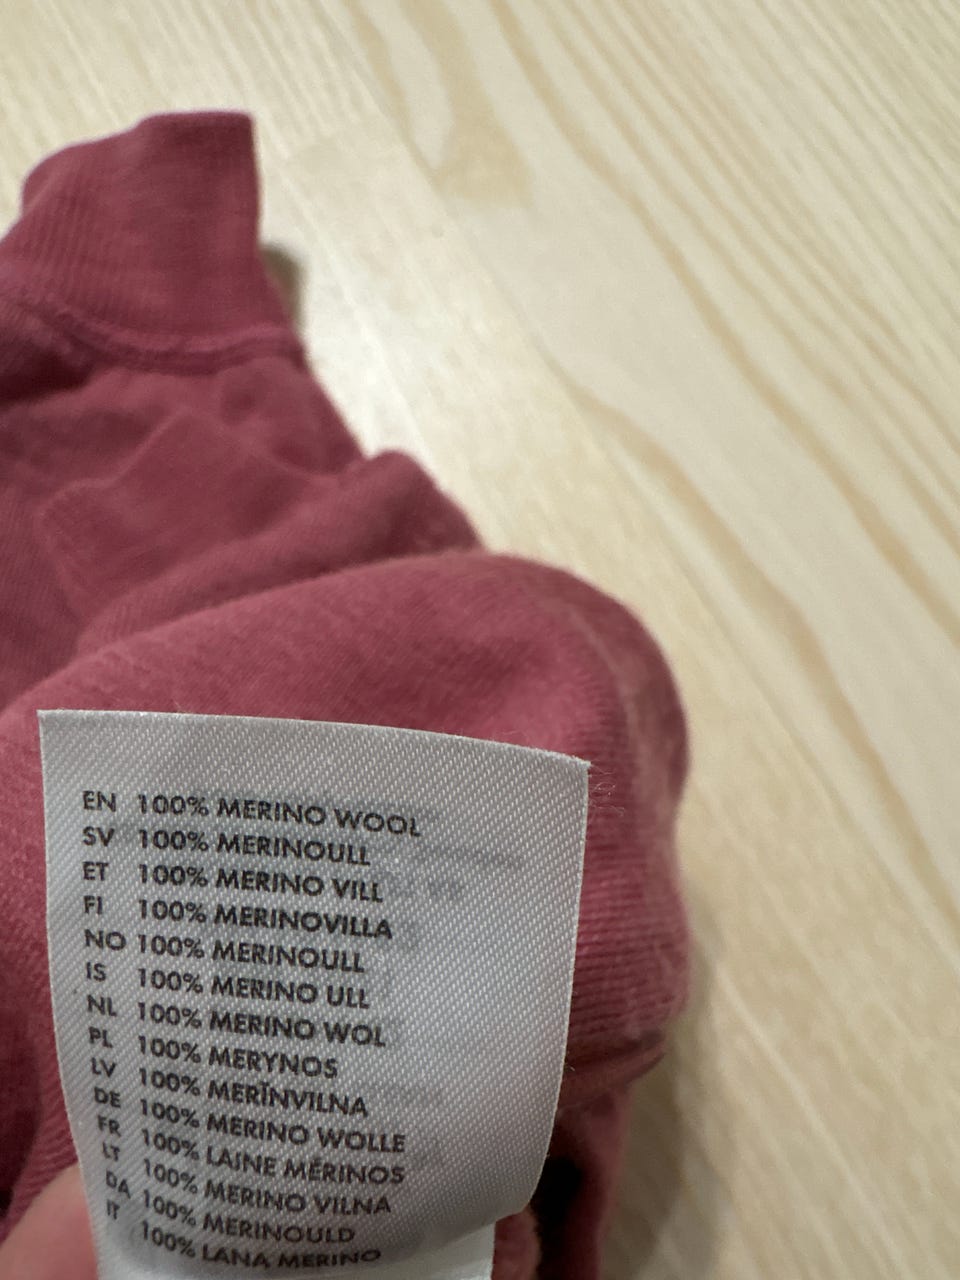 EN 100% MERINO WOOL
SV 100% MERINOULL
ET 100% MERINO VILL
FI 100% MERINOVILLA
NO 100% MERINOULL
IS 100% MERINO ULL
NL 100% MERINO WOL
PL 100% MERYNOS
LV 100% MERĪNVILNA
DE 100% MERINO WOLLE
FR 100% LAINE MÉRINOS
LT 100% MERINO VILNA
DA 100% MERINOULD
IT 100% LANA MERINO